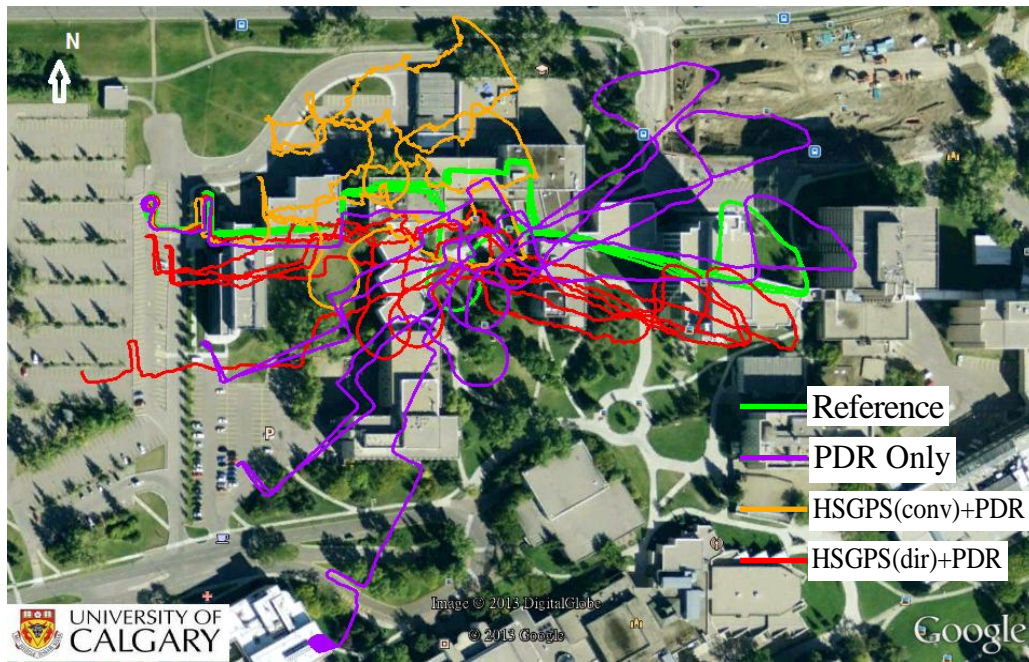 N
P
Reference
PDR Only
HSGPS(conv)+PDR
HSGPS(dir)+PDR
Image © 2013 DigitalGlobe
© 2013 Google
UNIVERSITY OF
CALGARY
Google